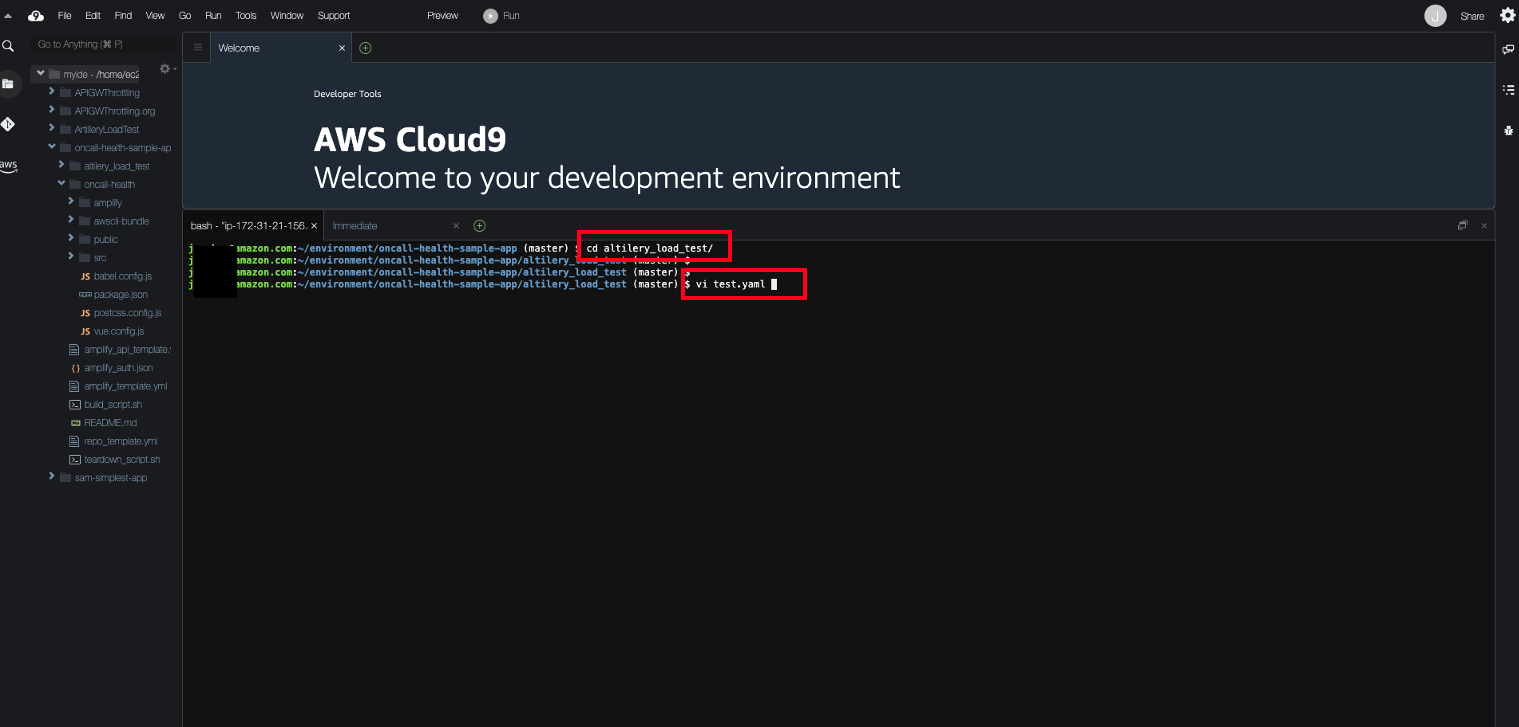 File Edit Find View Go Run Tools Window Support Preview Run J Share
Go to Anything (⌘ P)
Welcome
myide - /home/ec2
APIGWThrottling
APIGWThrottling.org
ArtilleryLoadTest
oncall-health-sample-ap
altilery_load_test
oncall-health
amplify
awscli-bundle
public
src
JS babel.config.js
package.json
JS postcss.config.js
JS vue.config.js
amplify_api_template.
{ } amplify_auth.json
amplify_template.yml
build_script.sh
README.md
repo_template.yml
teardown_script.sh
sam-simplest-app
aws
Developer Tools
AWS Cloud9
Welcome to your development environment
bash - "ip-172-31-21-156. Immediate
j amazon.com:~/environment/oncall-health-sample-app (master) $ cd altilery_load_test/
j amazon.com:~/environment/oncall-health-sample-app/altilery_load_test (master) $
j amazon.com:~/environment/oncall-health-sample-app/altilery_load_test (master) $
j amazon.com:~/environment/oncall-health-sample-app/altilery_load_test (master) $ vi test.yaml